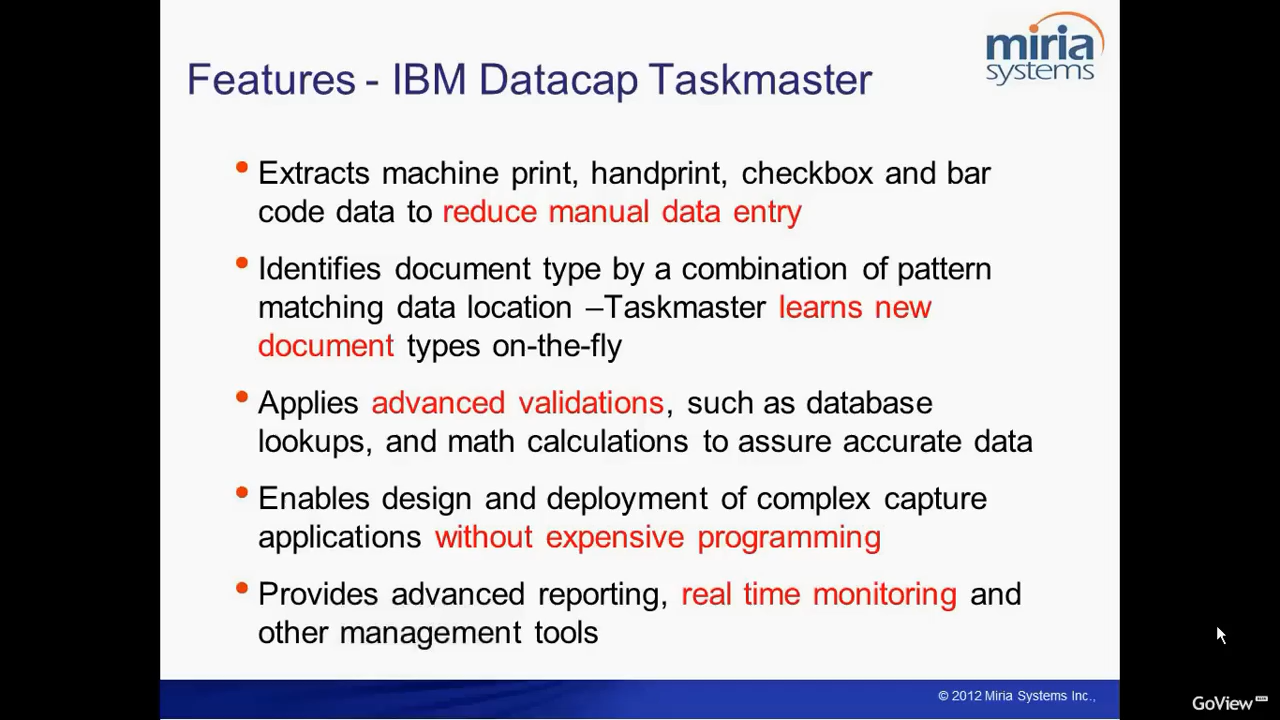 miria
systems
Features - IBM Datacap Taskmaster
• Extracts machine print, handprint, checkbox and bar
code data to reduce manual data entry
• Identifies document type by a combination of pattern
matching data location –Taskmaster learns new
document types on-the-fly
• Applies advanced validations, such as database
lookups, and math calculations to assure accurate data
• Enables design and deployment of complex capture
applications without expensive programming
• Provides advanced reporting, real time monitoring and
other management tools
© 2012 Miria Systems Inc.,
GoView